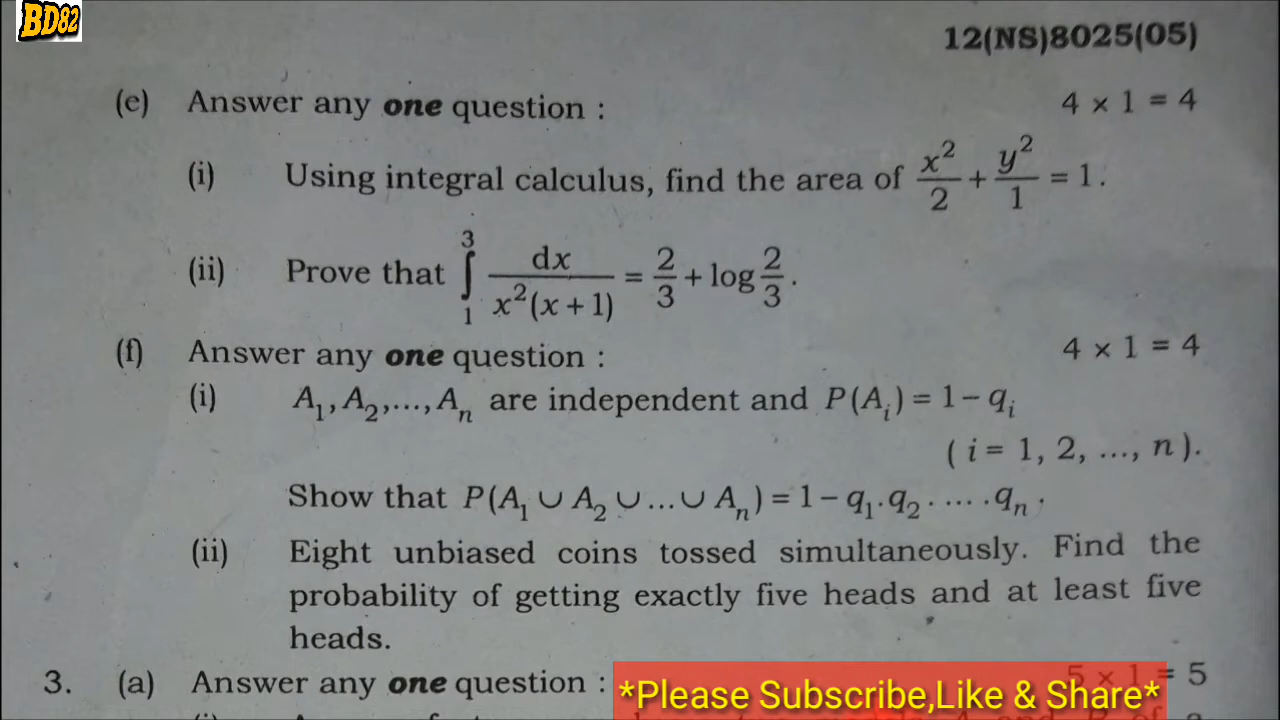 BD82
12(NS)8025(05)
(e) Answer any one question : 4 × 1 = 4
(i) Using integral calculus, find the area of x²/2 + y²/1 = 1.
(ii) Prove that ∫₁³ dx/(x²(x + 1)) = 2/3 + log 2/3.
(f) Answer any one question : 4 × 1 = 4
(i) A₁, A₂,..., Aₙ are independent and P(Aᵢ) = 1 – qᵢ
( i = 1, 2, ..., n ).
Show that P(A₁ ∪ A₂ ∪ ... ∪ Aₙ) = 1 – q₁.q₂. .... .qₙ .
(ii) Eight unbiased coins tossed simultaneously. Find the
probability of getting exactly five heads and at least five
heads.
3. (a) Answer any one question : 5 × 1 = 5
*Please Subscribe,Like & Share*